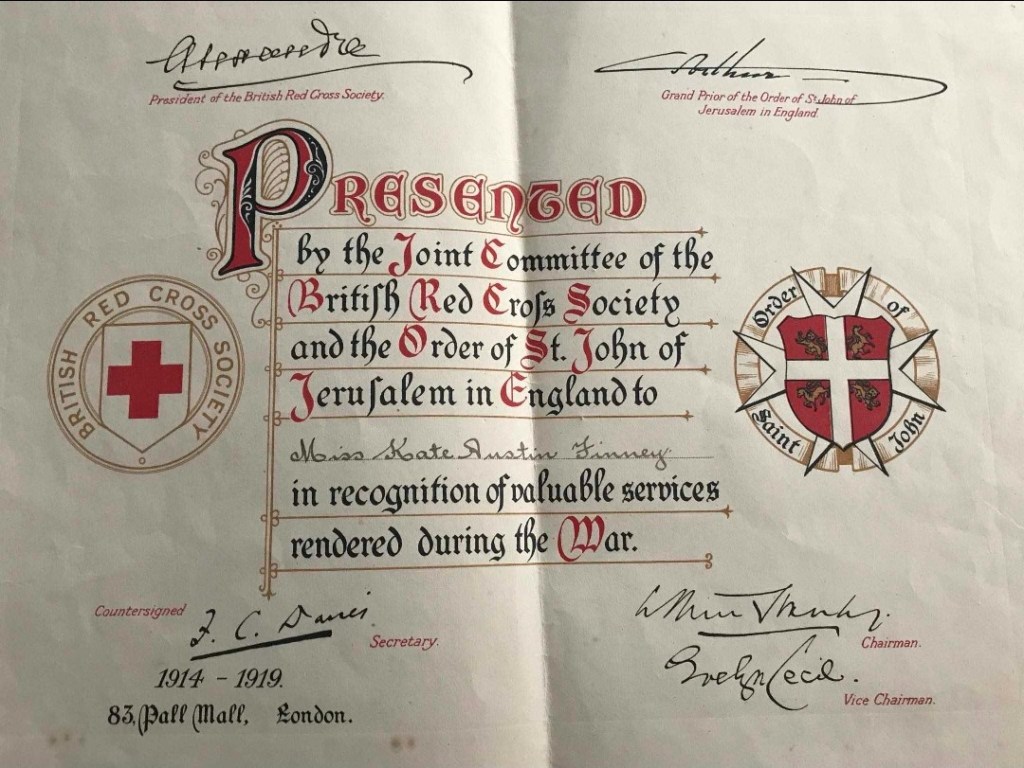 Alexandra
President of the British Red Cross Society.
Arthur
Grand Prior of the Order of St. John of
Jerusalem in England.
Presented
by the Joint Committee of the
Britiſh Red Croſs Society
and the Order of St. John of
Jeruſalem in England to
Miss Kate Austin Finney.
in recognition of valuable services
rendered during the War.
BRITISH RED CROSS SOCIETY
Order of Saint John
Countersigned
F. C. Davies
Secretary.
1914 - 1919.
83, Pall Mall, London.
Arthur Stanley.
Chairman.
Evelyn Cecil.
Vice Chairman.